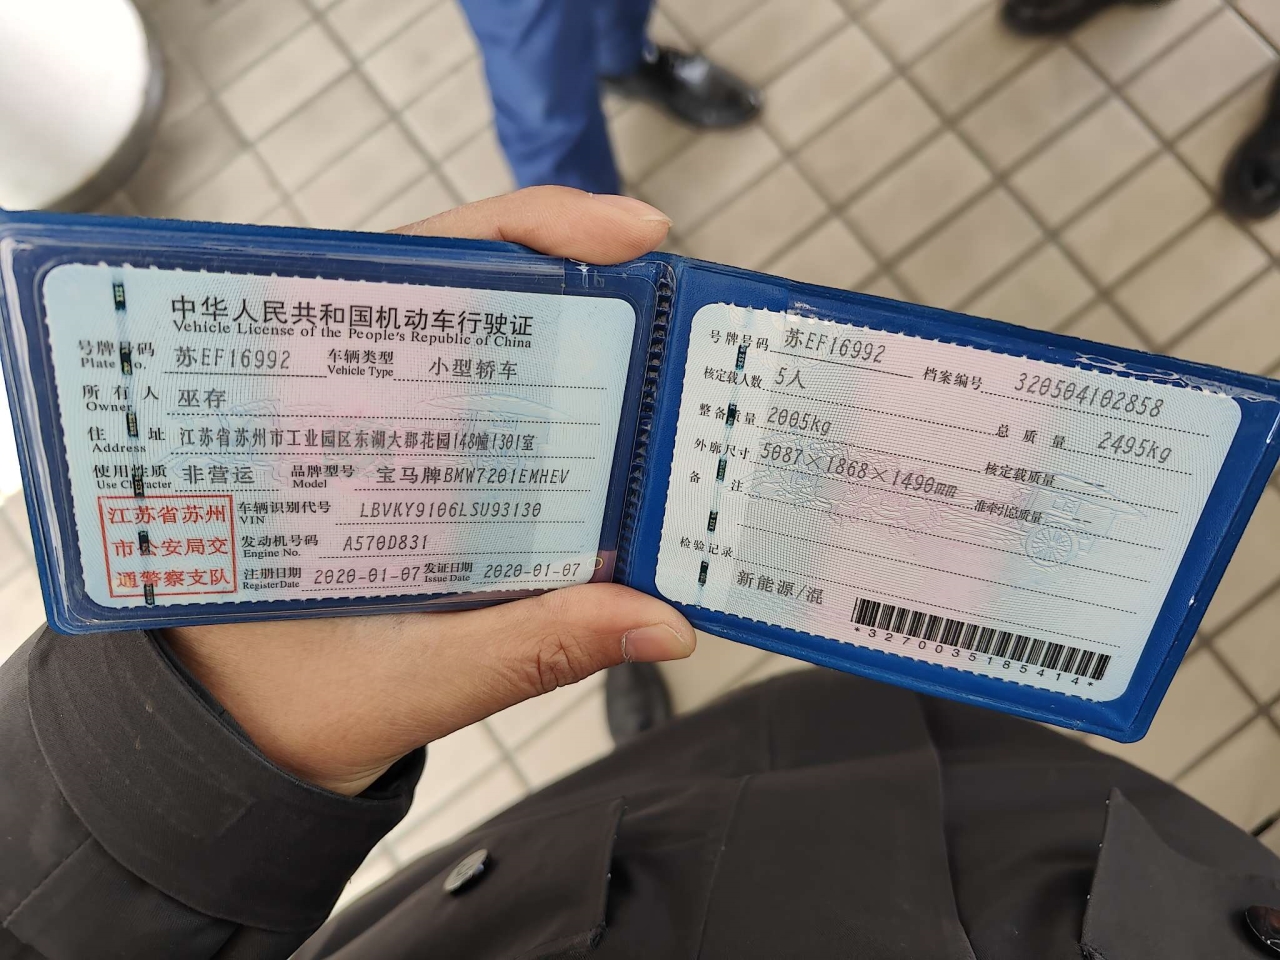 中华人民共和国机动车行驶证
Vehicle License of the People's Republic of China
号牌号码 苏EF16992 车辆类型 小型轿车
Plate No. Vehicle Type
所有人 巫存
Owner
住址 江苏省苏州市工业园区东湖大郡花园148幢1301室
Address
使用性质 非营运 品牌型号 宝马牌BMW7201EMHEV
Use Character Model
江苏省苏州
市公安局交
通警察支队
车辆识别代号 LBVKY9106LSU93130
VIN
发动机号码 A570D831
Engine No.
注册日期 2020-01-07 发证日期 2020-01-07
Register Date Issue Date
号牌号码 苏EF16992 档案编号 320504102858
核定载人数 5人 总质量 2495kg
整备质量 2005kg 核定载质量 --
外廓尺寸 5087×1868×1490mm 准牵引总质量 --
备注
检验记录
新能源/混
*3270035185414*